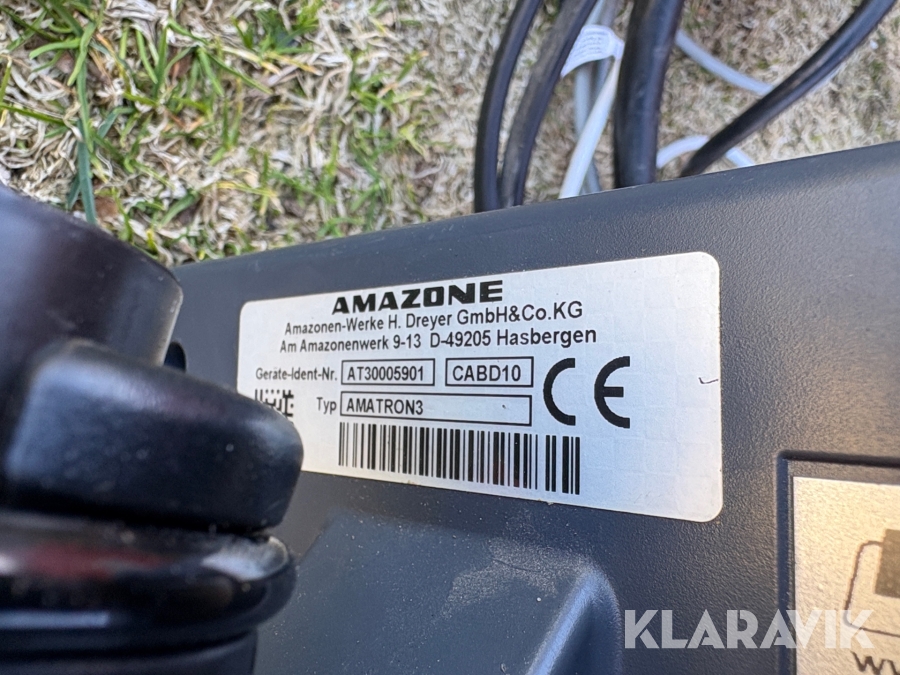 AMAZONE
Amazonen-Werke H. Dreyer GmbH&Co.KG
Am Amazonenwerk 9-13 D-49205 Hasbergen
Geräte-Ident-Nr. AT30005901 CABD10
Typ AMATRON3
CE
KLARAVIK